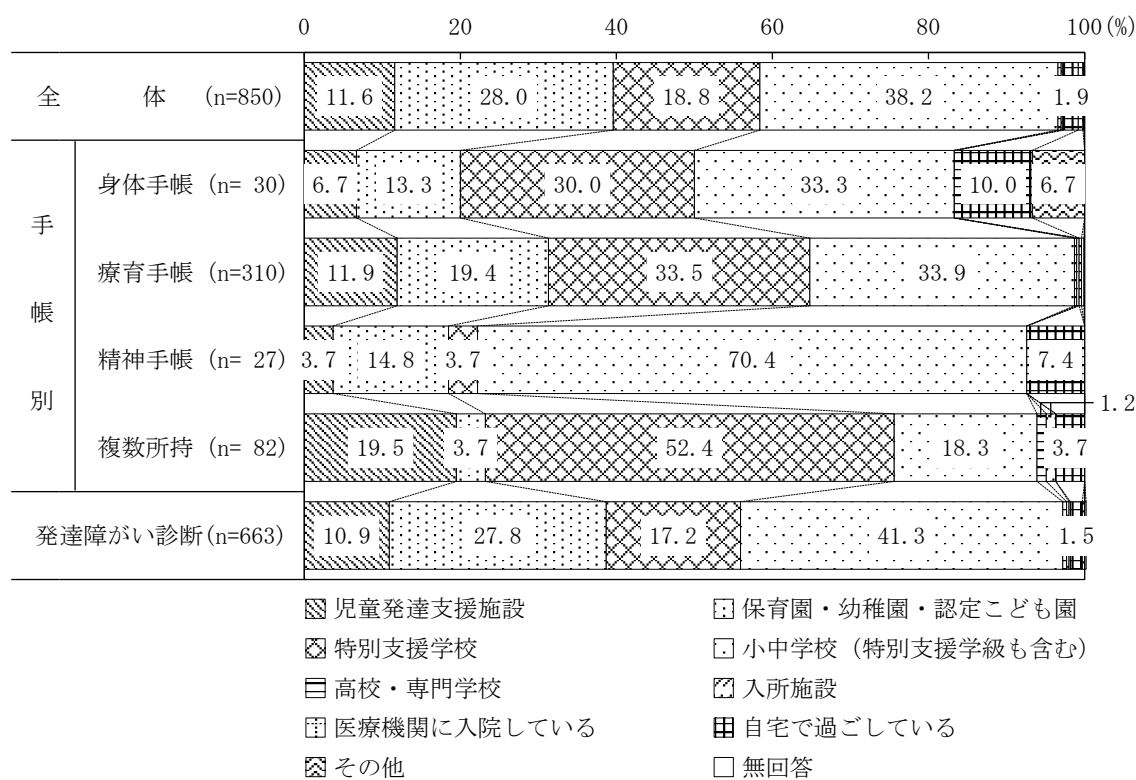 0 20 40 60 80 100(%)
全体 (n=850) 11.6 28.0 18.8 38.2 1.9
手帳別
身体手帳 (n= 30) 6.7 13.3 30.0 33.3 10.0 6.7
療育手帳 (n=310) 11.9 19.4 33.5 33.9
精神手帳 (n= 27) 3.7 14.8 3.7 70.4 7.4
1.2
複数所持 (n= 82) 19.5 3.7 52.4 18.3 3.7
発達障がい診断(n=663) 10.9 27.8 17.2 41.3 1.5
児童発達支援施設 保育園・幼稚園・認定こども園
特別支援学校 小中学校(特別支援学級も含む)
高校・専門学校 入所施設
医療機関に入院している 自宅で過ごしている
その他 無回答